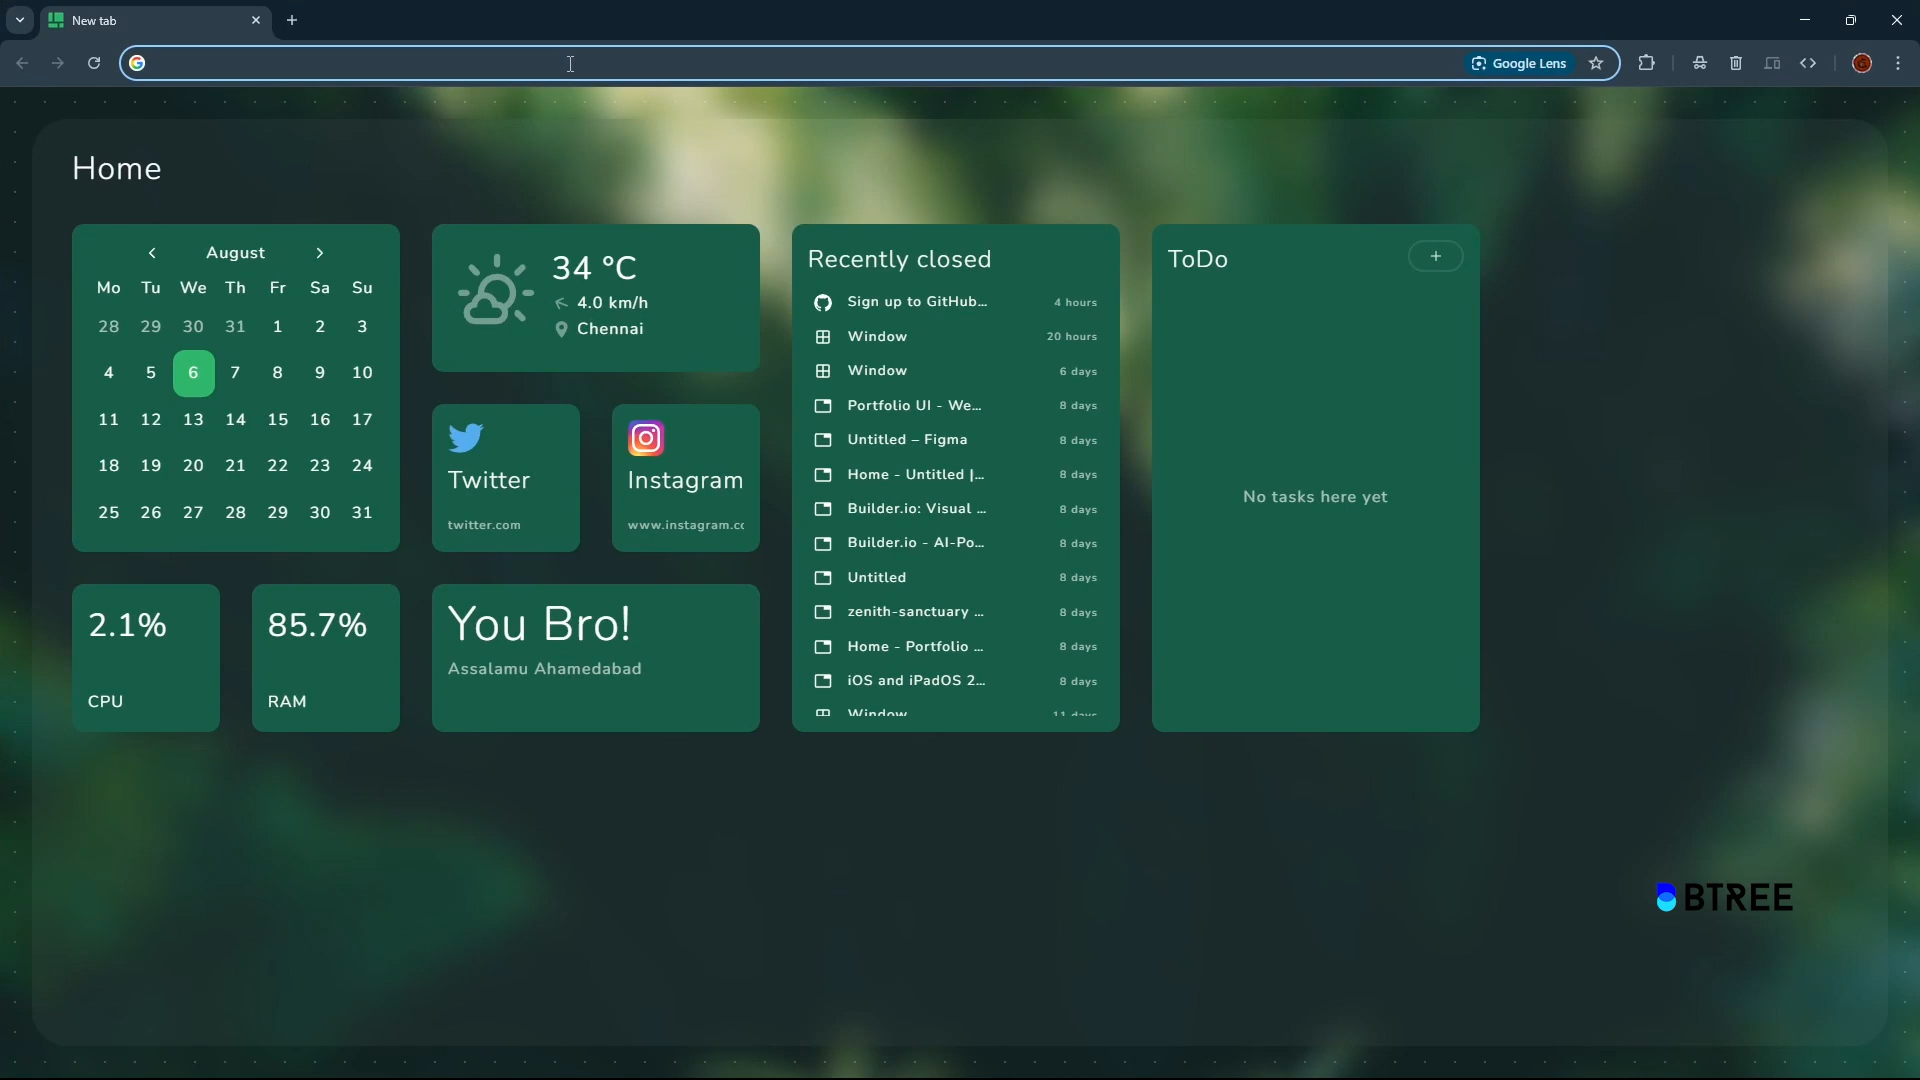 New tab
Google Lens
Home
August
Mo Tu We Th Fr Sa Su
28 29 30 31 1 2 3
4 5 6 7 8 9 10
11 12 13 14 15 16 17
18 19 20 21 22 23 24
25 26 27 28 29 30 31
2.1%
CPU
85.7%
RAM
34 °C
4.0 km/h
Chennai
Twitter
twitter.com
Instagram
www.instagram.cc
You Bro!
Assalamu Ahamedabad
Recently closed
Sign up to GitHub... 4 hours
Window 20 hours
Window 6 days
Portfolio UI - We... 8 days
Untitled – Figma 8 days
Home - Untitled |... 8 days
Builder.io: Visual ... 8 days
Builder.io - AI-Po... 8 days
Untitled 8 days
zenith-sanctuary ... 8 days
Home - Portfolio ... 8 days
iOS and iPadOS 2... 8 days
Window 11 days
ToDo
+
No tasks here yet
BTREE